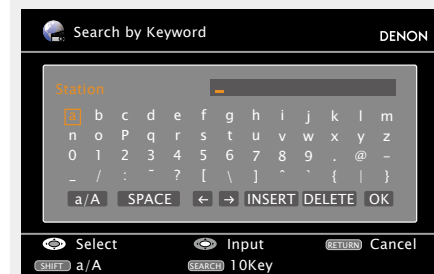 Search by Keyword DENON
Station _
a b c d e f g h i j k l m
n o P q r s t u v w x y z
0 1 2 3 4 5 6 7 8 9 . @ –
_ / : ˜ ? [ \ ] ^ ` { | }
a/A SPACE ← → INSERT DELETE OK
Select Input RETURN Cancel
SHIFT a/A SEARCH 10Key